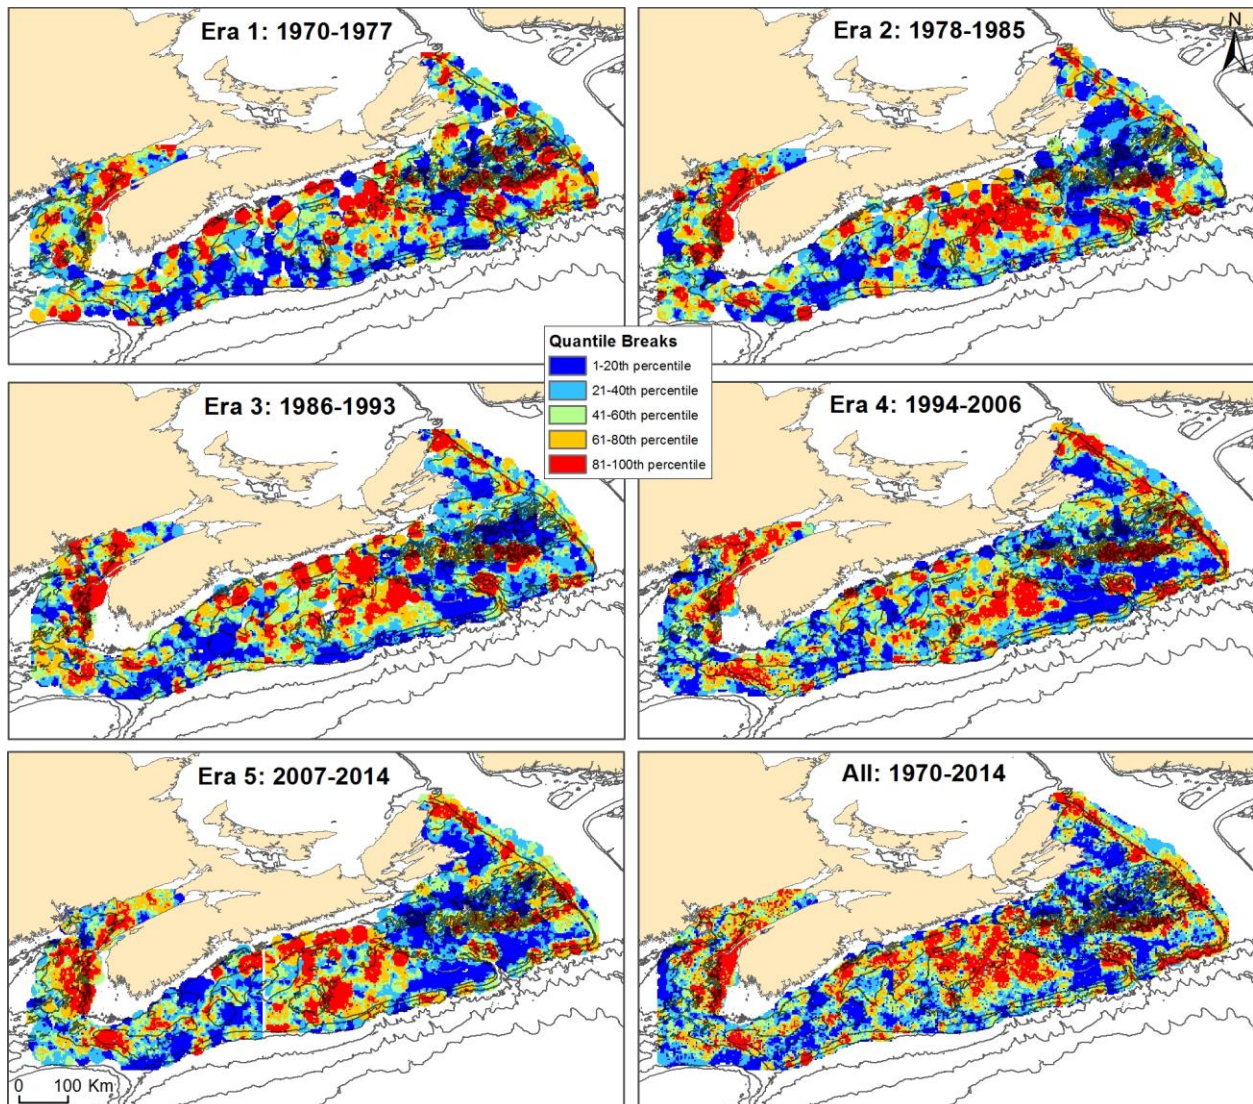 Era 1: 1970-1977
Era 2: 1978-1985
N
Quantile Breaks
1-20th percentile
21-40th percentile
41-60th percentile
61-80th percentile
81-100th percentile
Era 3: 1986-1993
Era 4: 1994-2006
Era 5: 2007-2014
All: 1970-2014
0 100 Km